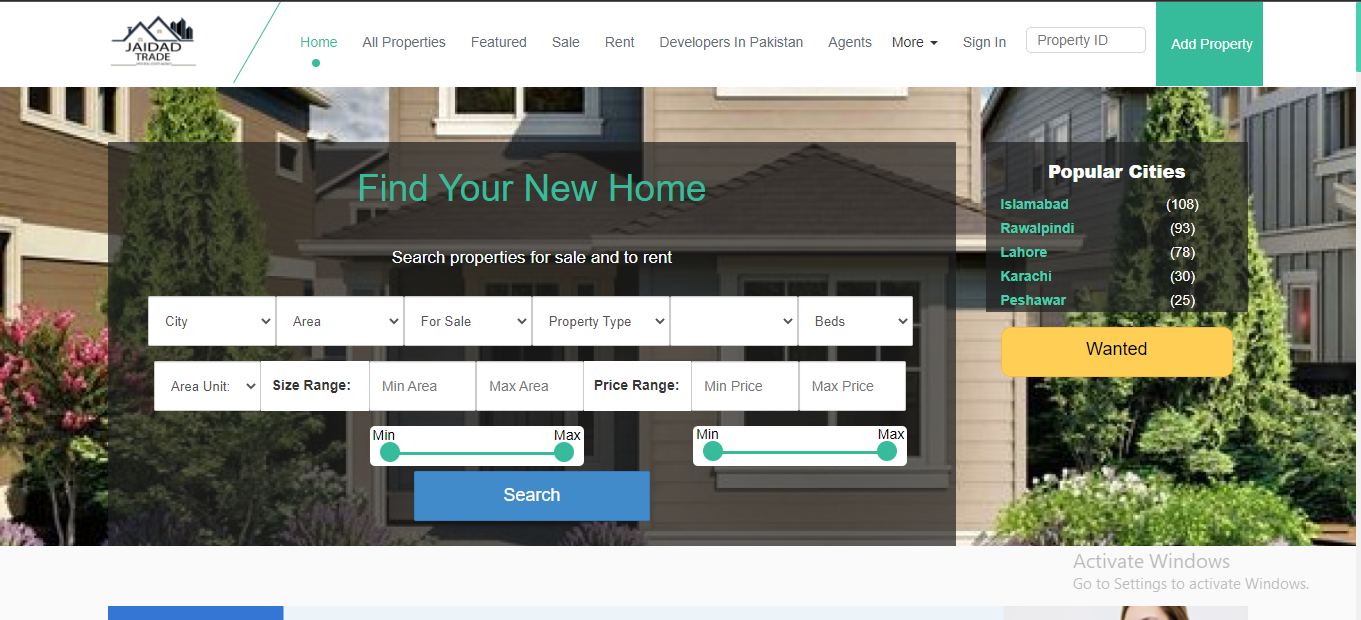 JAIDAD
TRADE
Home All Properties Featured Sale Rent Developers In Pakistan Agents More Sign In Property ID Add Property
Find Your New Home
Search properties for sale and to rent
City Area For Sale Property Type Beds
Area Unit: Size Range: Min Area Max Area Price Range: Min Price Max Price
Min Max Min Max
Search
Popular Cities
Islamabad (108)
Rawalpindi (93)
Lahore (78)
Karachi (30)
Peshawar (25)
Wanted
Activate Windows
Go to Settings to activate Windows.